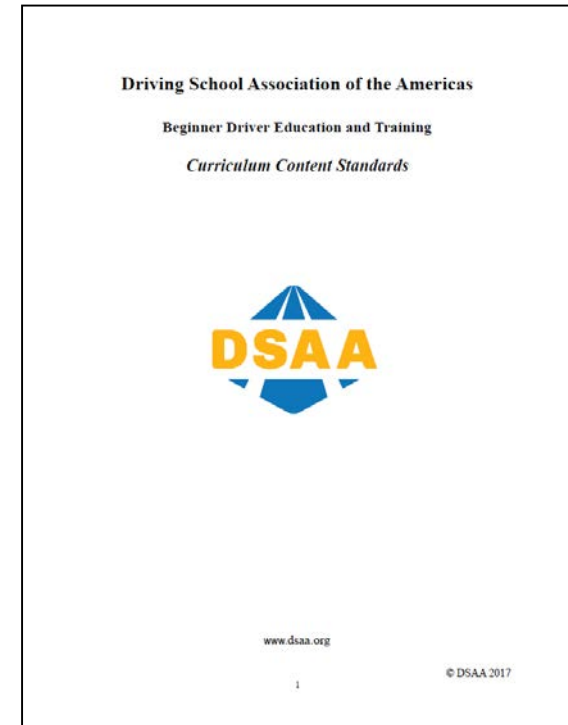 Driving School Association of the Americas
Beginner Driver Education and Training
Curriculum Content Standards
DSAA
www.dsaa.org
© DSAA 2017
1